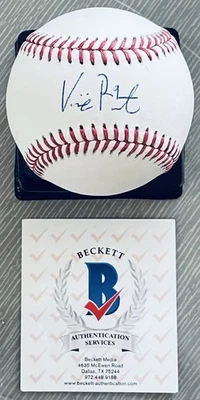 BECKETT
B
AUTHENTICATION
SERVICES
Beckett Media
4635 McEwen Road
Dallas, TX 75244
972.448.9188
www.beckett-authentication.com